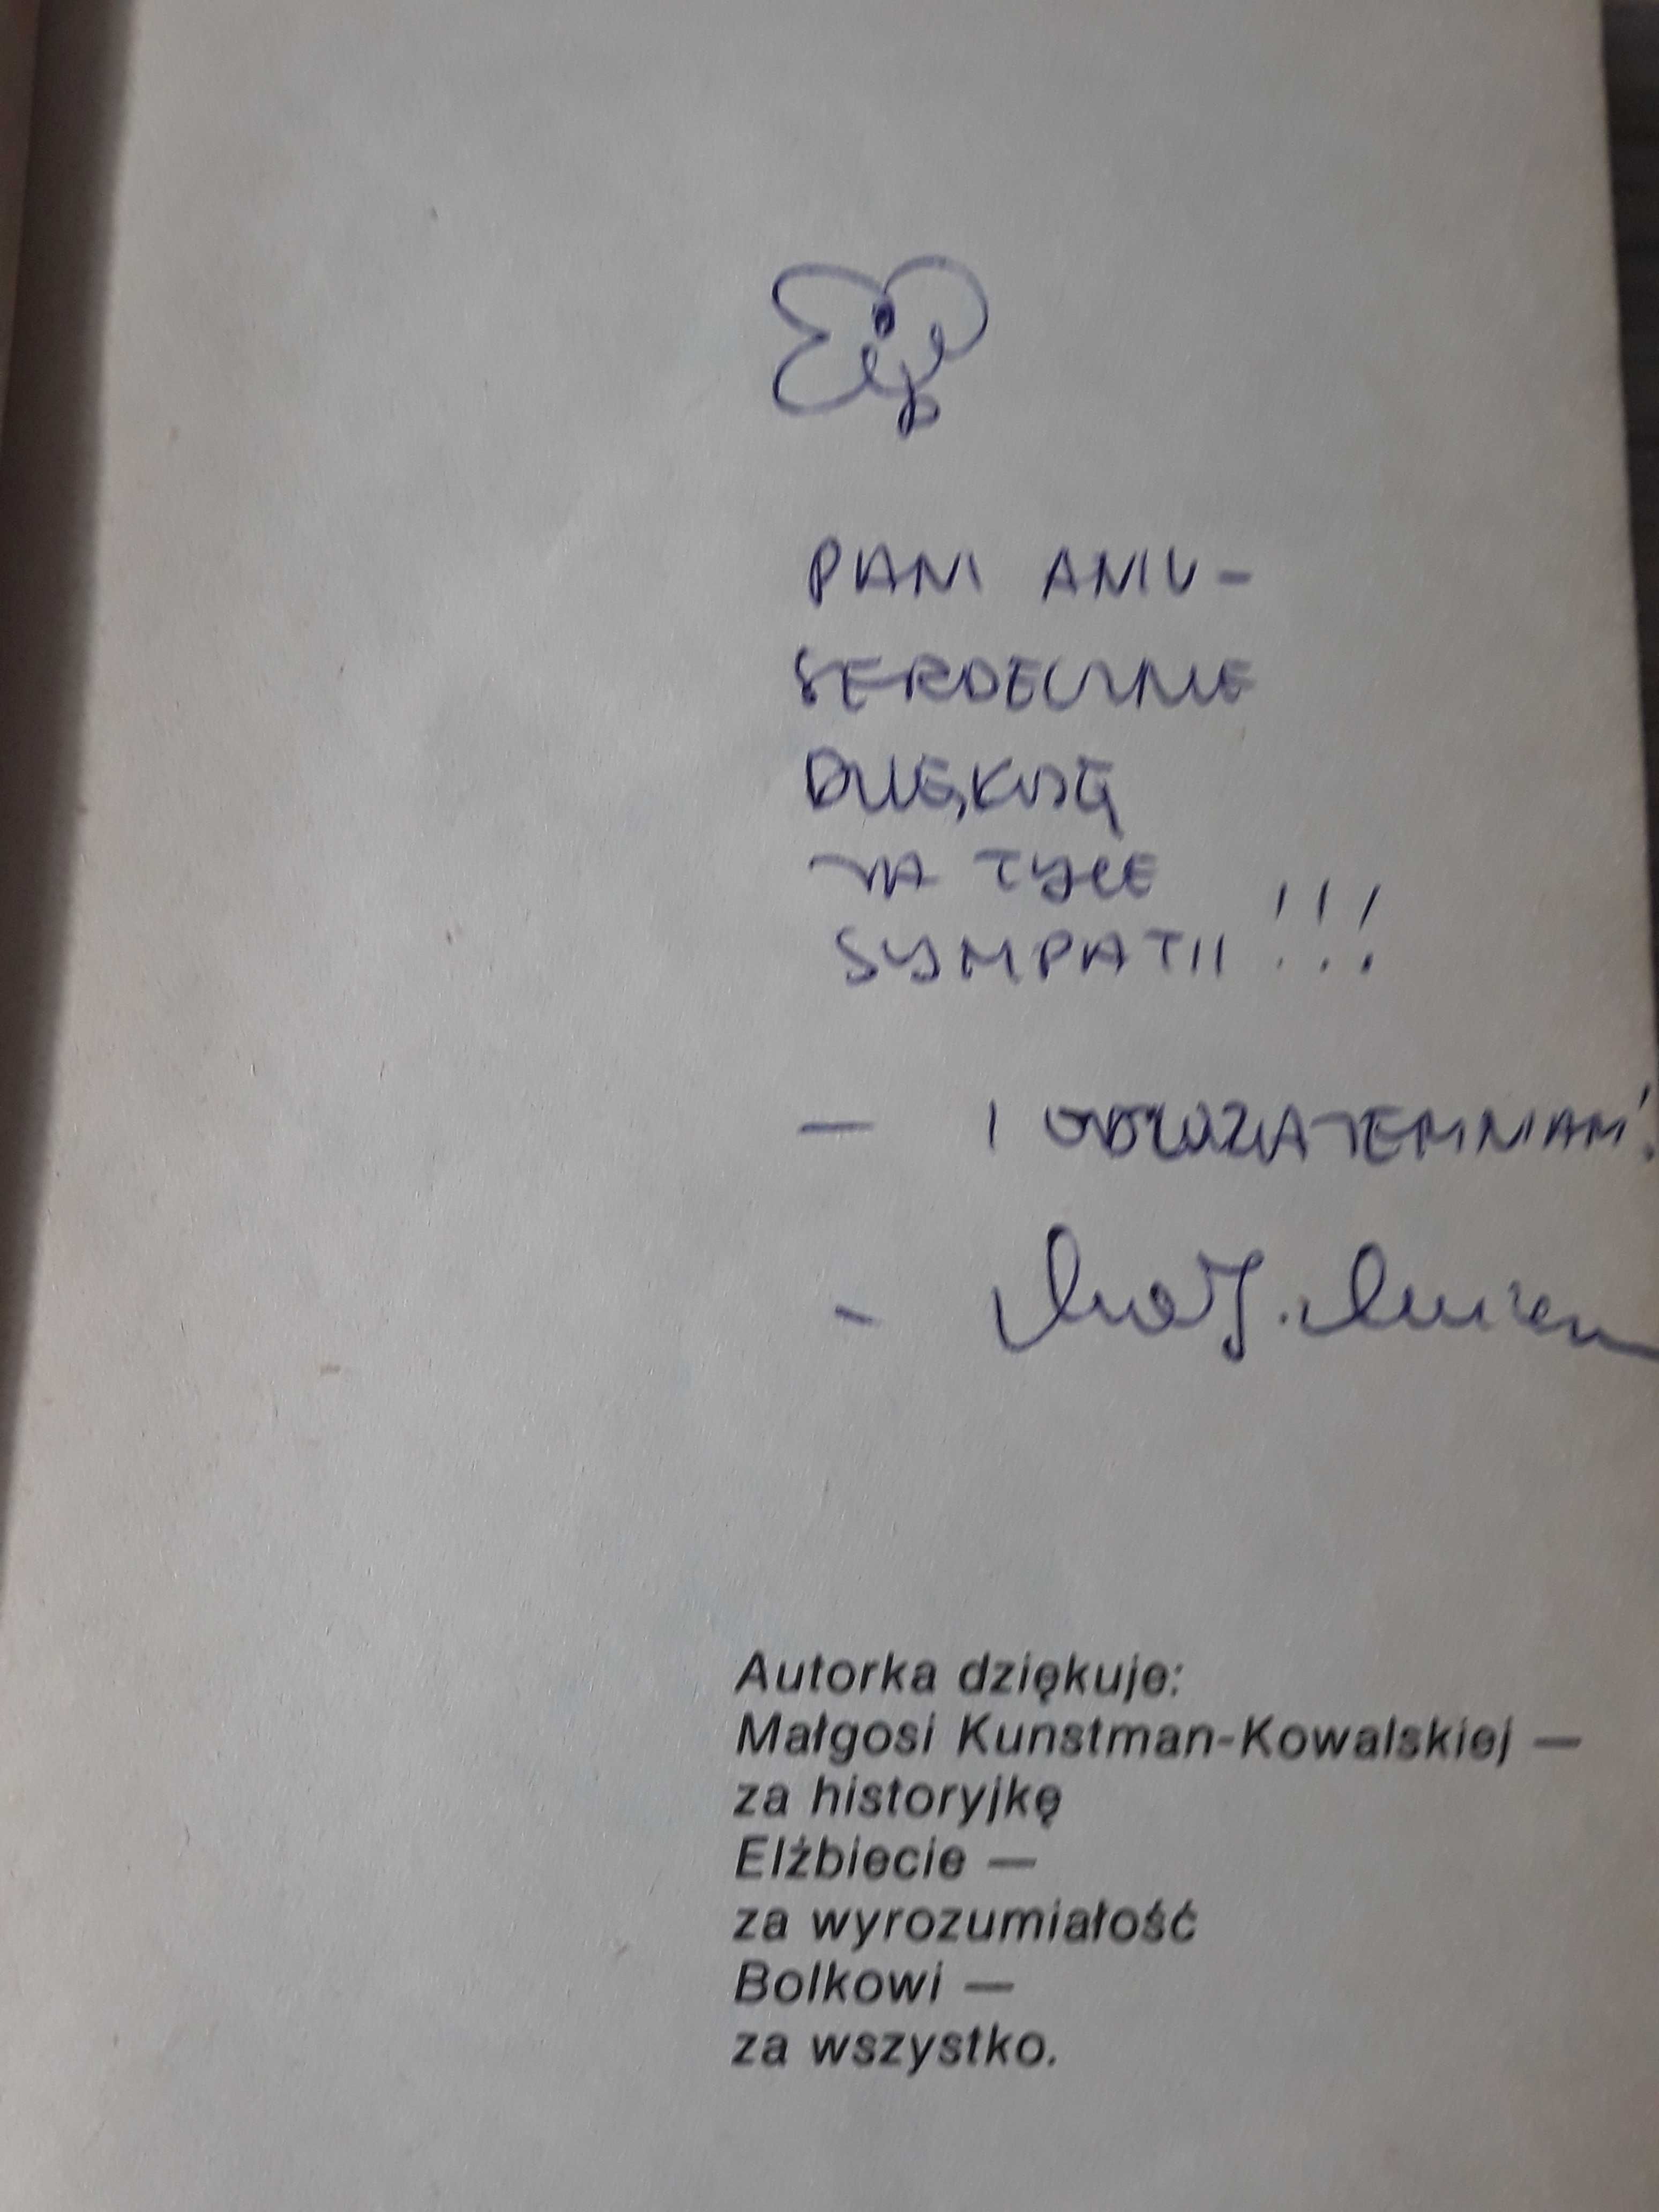 PANI ANIU -
SERDECZNIE
DZIĘKUJĘ
ZA TYLE
SYMPATII !!!
— I ODWZAJEMNIAM!
-
Autorka dziękuje:
Małgosi Kunstman-Kowalskiej —
za historyjkę
Elżbiecie —
za wyrozumiałość
Bolkowi —
za wszystko.